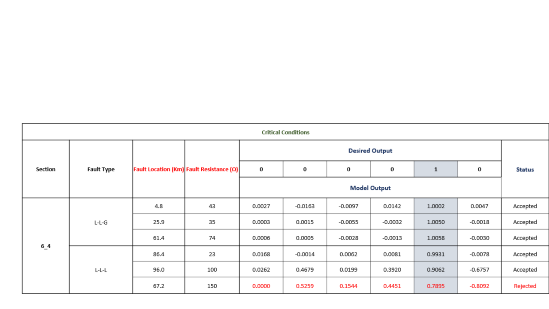 Critical Conditions
Section Fault Type Fault Location (Km) Fault Resistance (Ω) Desired Output Status
0 0 0 0 1 0
Model Output
6_4 L-L-G 4.8 43 0.0027 -0.0163 -0.0097 0.0142 1.0002 0.0047 Accepted
25.9 35 0.0003 0.0015 -0.0055 -0.0032 1.0050 -0.0018 Accepted
61.4 74 0.0006 0.0005 -0.0028 -0.0013 1.0058 -0.0030 Accepted
L-L-L 86.4 23 0.0168 -0.0014 0.0062 0.0081 0.9931 -0.0078 Accepted
96.0 100 0.0262 0.4679 0.0199 0.3920 0.9062 -0.6757 Accepted
67.2 150 0.0000 0.5259 0.1544 0.4451 0.7895 -0.8092 Rejected